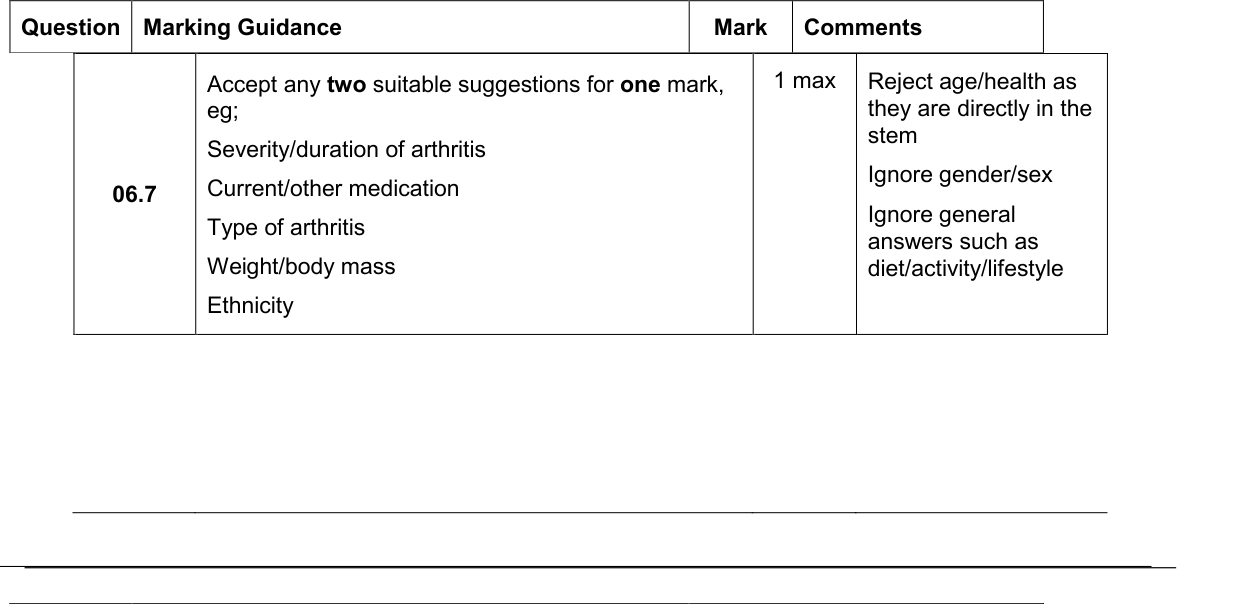 Question Marking Guidance Mark Comments
Accept any two suitable suggestions for one mark,
eg;
Severity/duration of arthritis
Current/other medication
06.7
Type of arthritis
Weight/body mass
Ethnicity
1 max
Reject age/health as
they are directly in the
stem
Ignore gender/sex
Ignore general
answers such as
diet/activity/lifestyle